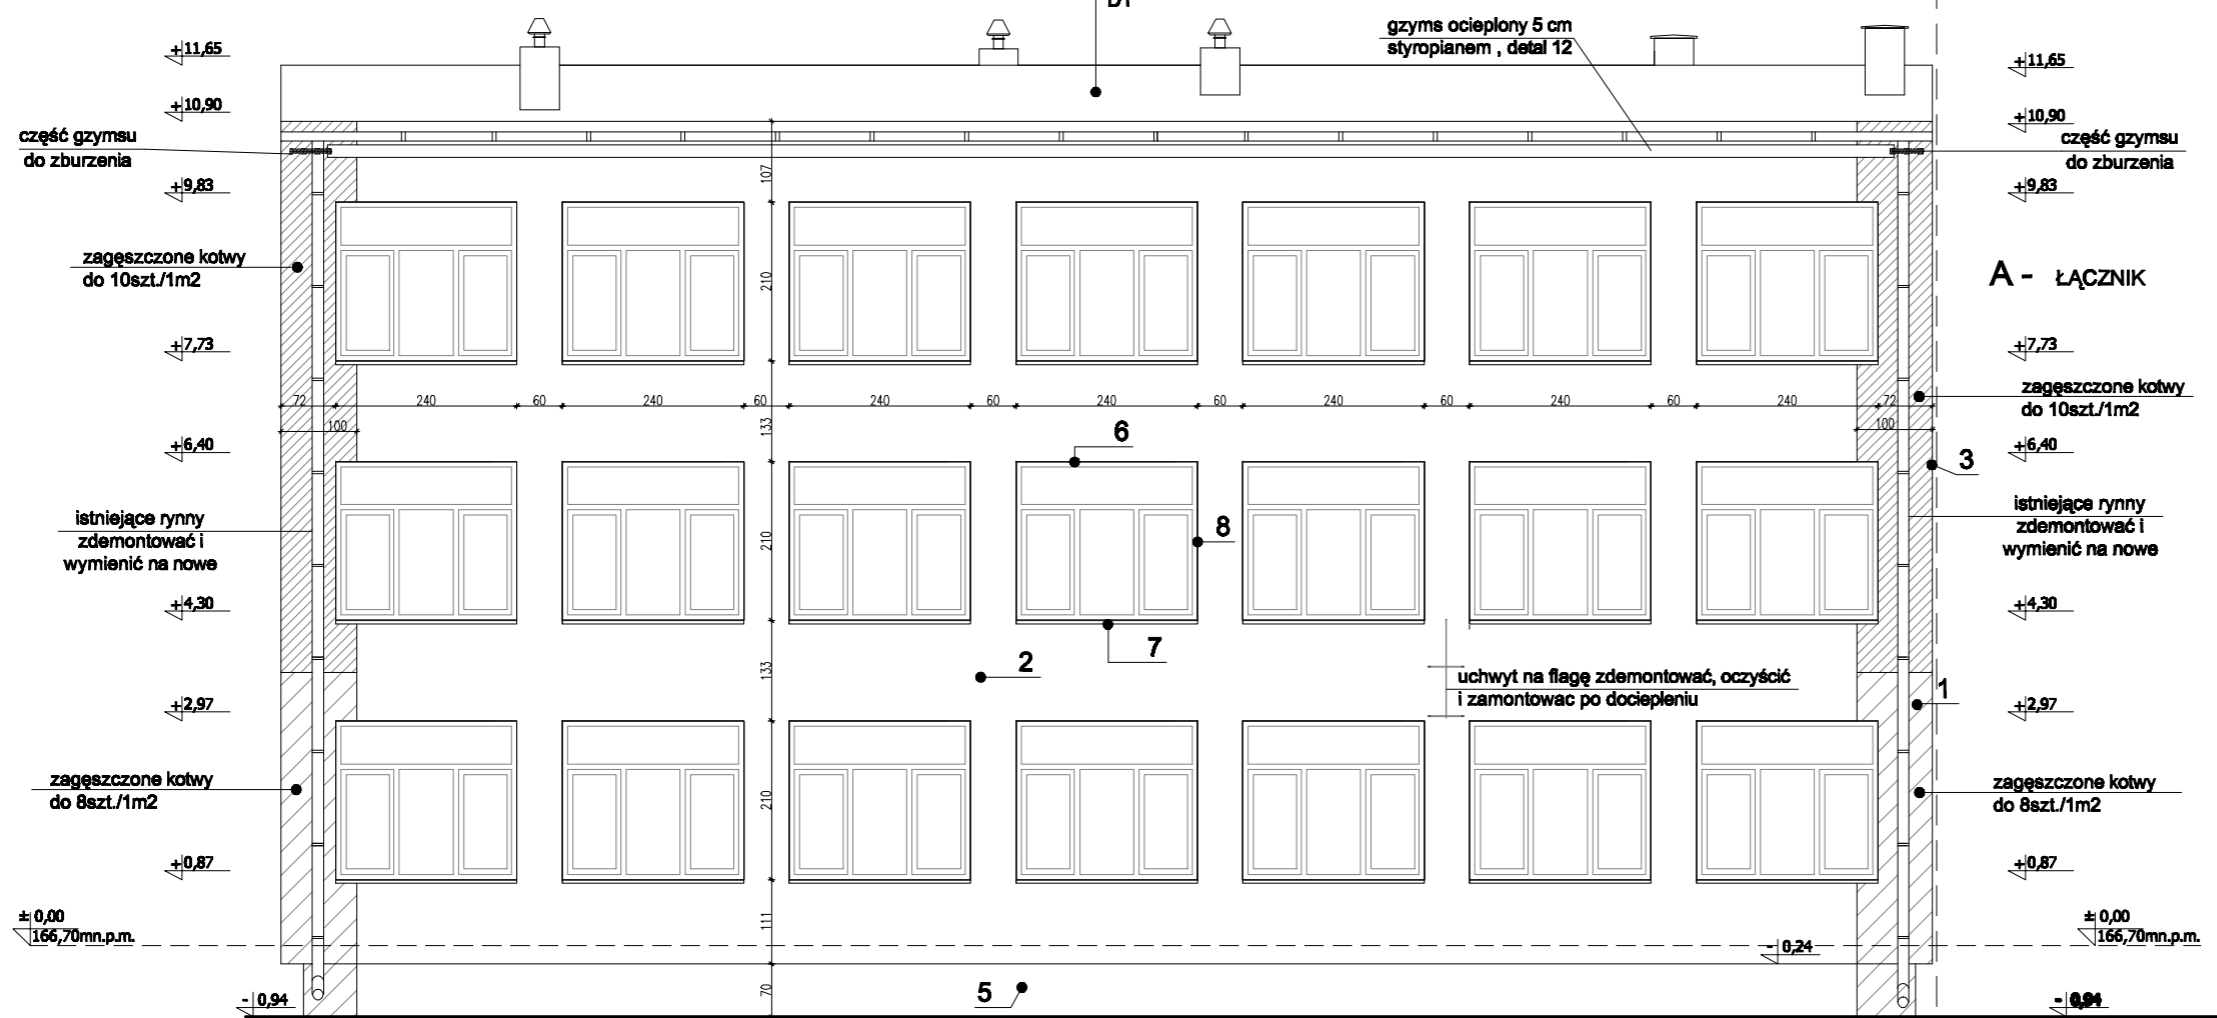 D1
gzyms ocieplony 5 cm
styropianem , detal 12
+11,65
+11,65
+10,90
+10,90
część gzymsu
do zburzenia
część gzymsu
do zburzenia
107
+9,83
+9,83
zagęszczone kotwy
do 10szt./1m2
210
A - ŁĄCZNIK
+7,73
+7,73
zagęszczone kotwy
do 10szt./1m2
72 240 60 240 60 240 60 240 60 240 60 240 60 240 72
100
133
100
6
+6,40
+6,40
3
istniejące rynny
zdemontować i
wymienić na nowe
210
8
istniejące rynny
zdemontować i
wymienić na nowe
+4,30
+4,30
7
2
133
uchwyt na flagę zdemontować, oczyścić
i zamontowac po dociepleniu
1
+2,97
+2,97
zagęszczone kotwy
do 8szt./1m2
210
zagęszczone kotwy
do 8szt./1m2
+0,87
+0,87
± 0,00
166,70mn.p.m.
111
± 0,00
166,70mn.p.m.
- 0,24
- 0,94
70
5
- 0,94